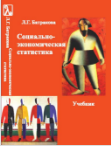 Л.Г. Батракова
Социально-
экономическая
статистика
Учебник